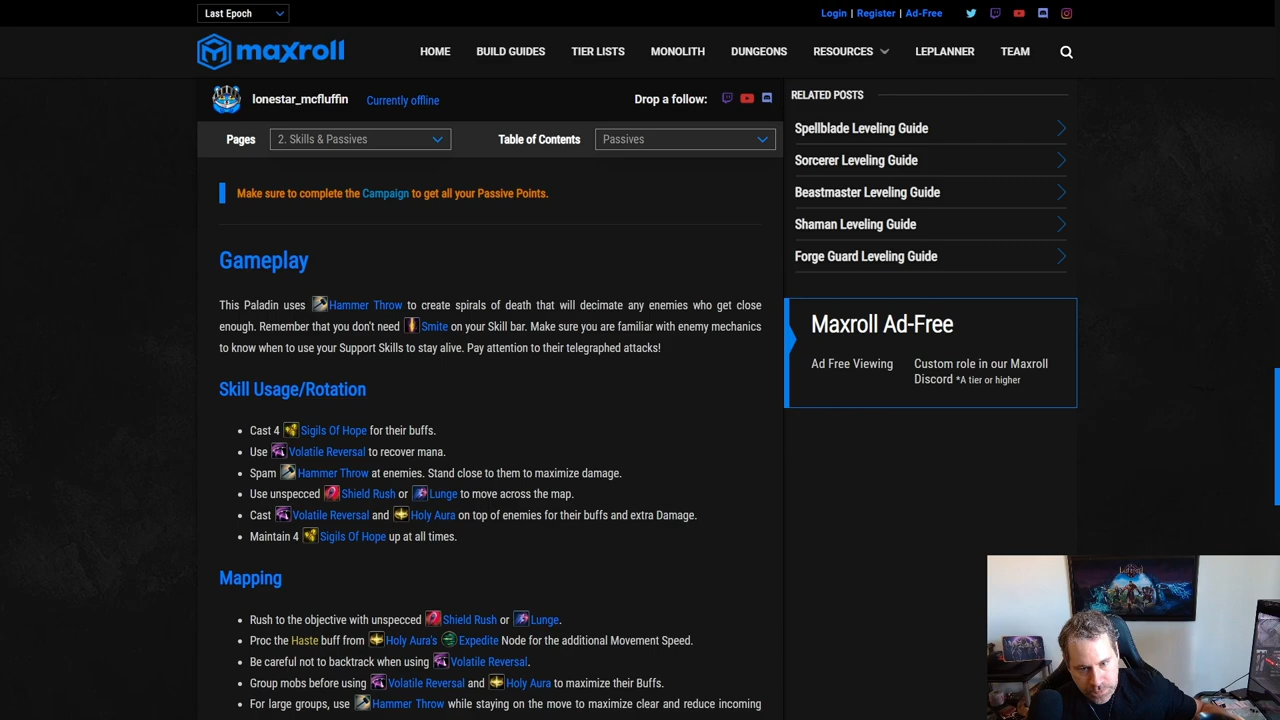 Last Epoch
Login | Register | Ad-Free
maxroll
HOME BUILD GUIDES TIER LISTS MONOLITH DUNGEONS RESOURCES LEPLANNER TEAM
lonestar_mcfluffin Currently offline Drop a follow:
Pages 2. Skills & Passives Table of Contents Passives
Make sure to complete the Campaign to get all your Passive Points.
Gameplay
This Paladin uses Hammer Throw to create spirals of death that will decimate any enemies who get close
enough. Remember that you don't need Smite on your Skill bar. Make sure you are familiar with enemy mechanics
to know when to use your Support Skills to stay alive. Pay attention to their telegraphed attacks!
Skill Usage/Rotation
Cast 4 Sigils Of Hope for their buffs.
Use Volatile Reversal to recover mana.
Spam Hammer Throw at enemies. Stand close to them to maximize damage.
Use unspecced Shield Rush or Lunge to move across the map.
Cast Volatile Reversal and Holy Aura on top of enemies for their buffs and extra Damage.
Maintain 4 Sigils Of Hope up at all times.
Mapping
Rush to the objective with unspecced Shield Rush or Lunge.
Proc the Haste buff from Holy Aura's Expedite Node for the additional Movement Speed.
Be careful not to backtrack when using Volatile Reversal.
Group mobs before using Volatile Reversal and Holy Aura to maximize their Buffs.
For large groups, use Hammer Throw while staying on the move to maximize clear and reduce incoming
RELATED POSTS
Spellblade Leveling Guide
Sorcerer Leveling Guide
Beastmaster Leveling Guide
Shaman Leveling Guide
Forge Guard Leveling Guide
Maxroll Ad-Free
Ad Free Viewing
Custom role in our Maxroll
Discord *A tier or higher